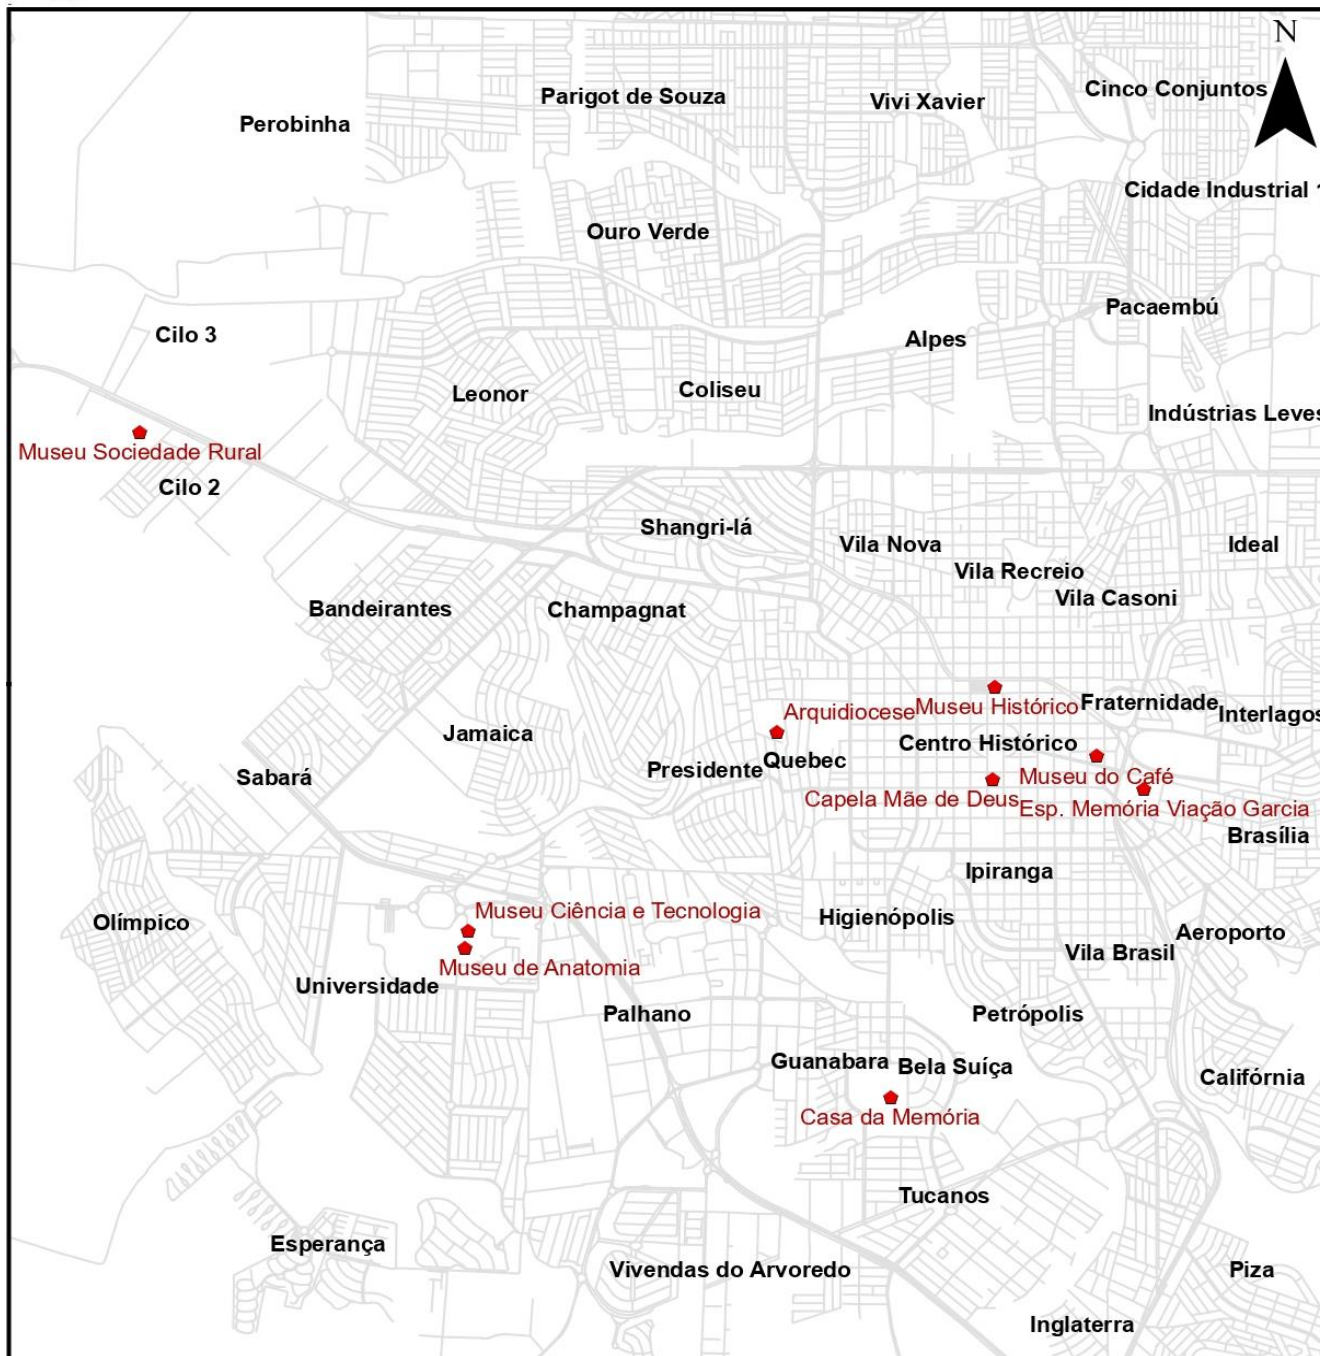 N
Cinco Conjuntos
Parigot de Souza
Vivi Xavier
Perobinha
Cidade Industrial 1
Ouro Verde
Pacaembú
Cilo 3
Alpes
Leonor
Coliseu
Indústrias Leves
Museu Sociedade Rural
Cilo 2
Shangri-lá
Vila Nova
Ideal
Vila Recreio
Vila Casoni
Bandeirantes
Champagnat
Fraternidade
Museu Histórico
Arquidiocese
Interlagos
Jamaica
Centro Histórico
Quebec
Presidente
Sabará
Museu do Café
Capela Mãe de Deus
Esp. Memória Viação Garcia
Brasília
Ipiranga
Museu Ciência e Tecnologia
Higienópolis
Olímpico
Aeroporto
Vila Brasil
Museu de Anatomia
Universidade
Palhano
Petrópolis
Guanabara
Bela Suíça
Califórnia
Casa da Memória
Tucanos
Esperança
Vivendas do Arvoredo
Piza
Inglaterra